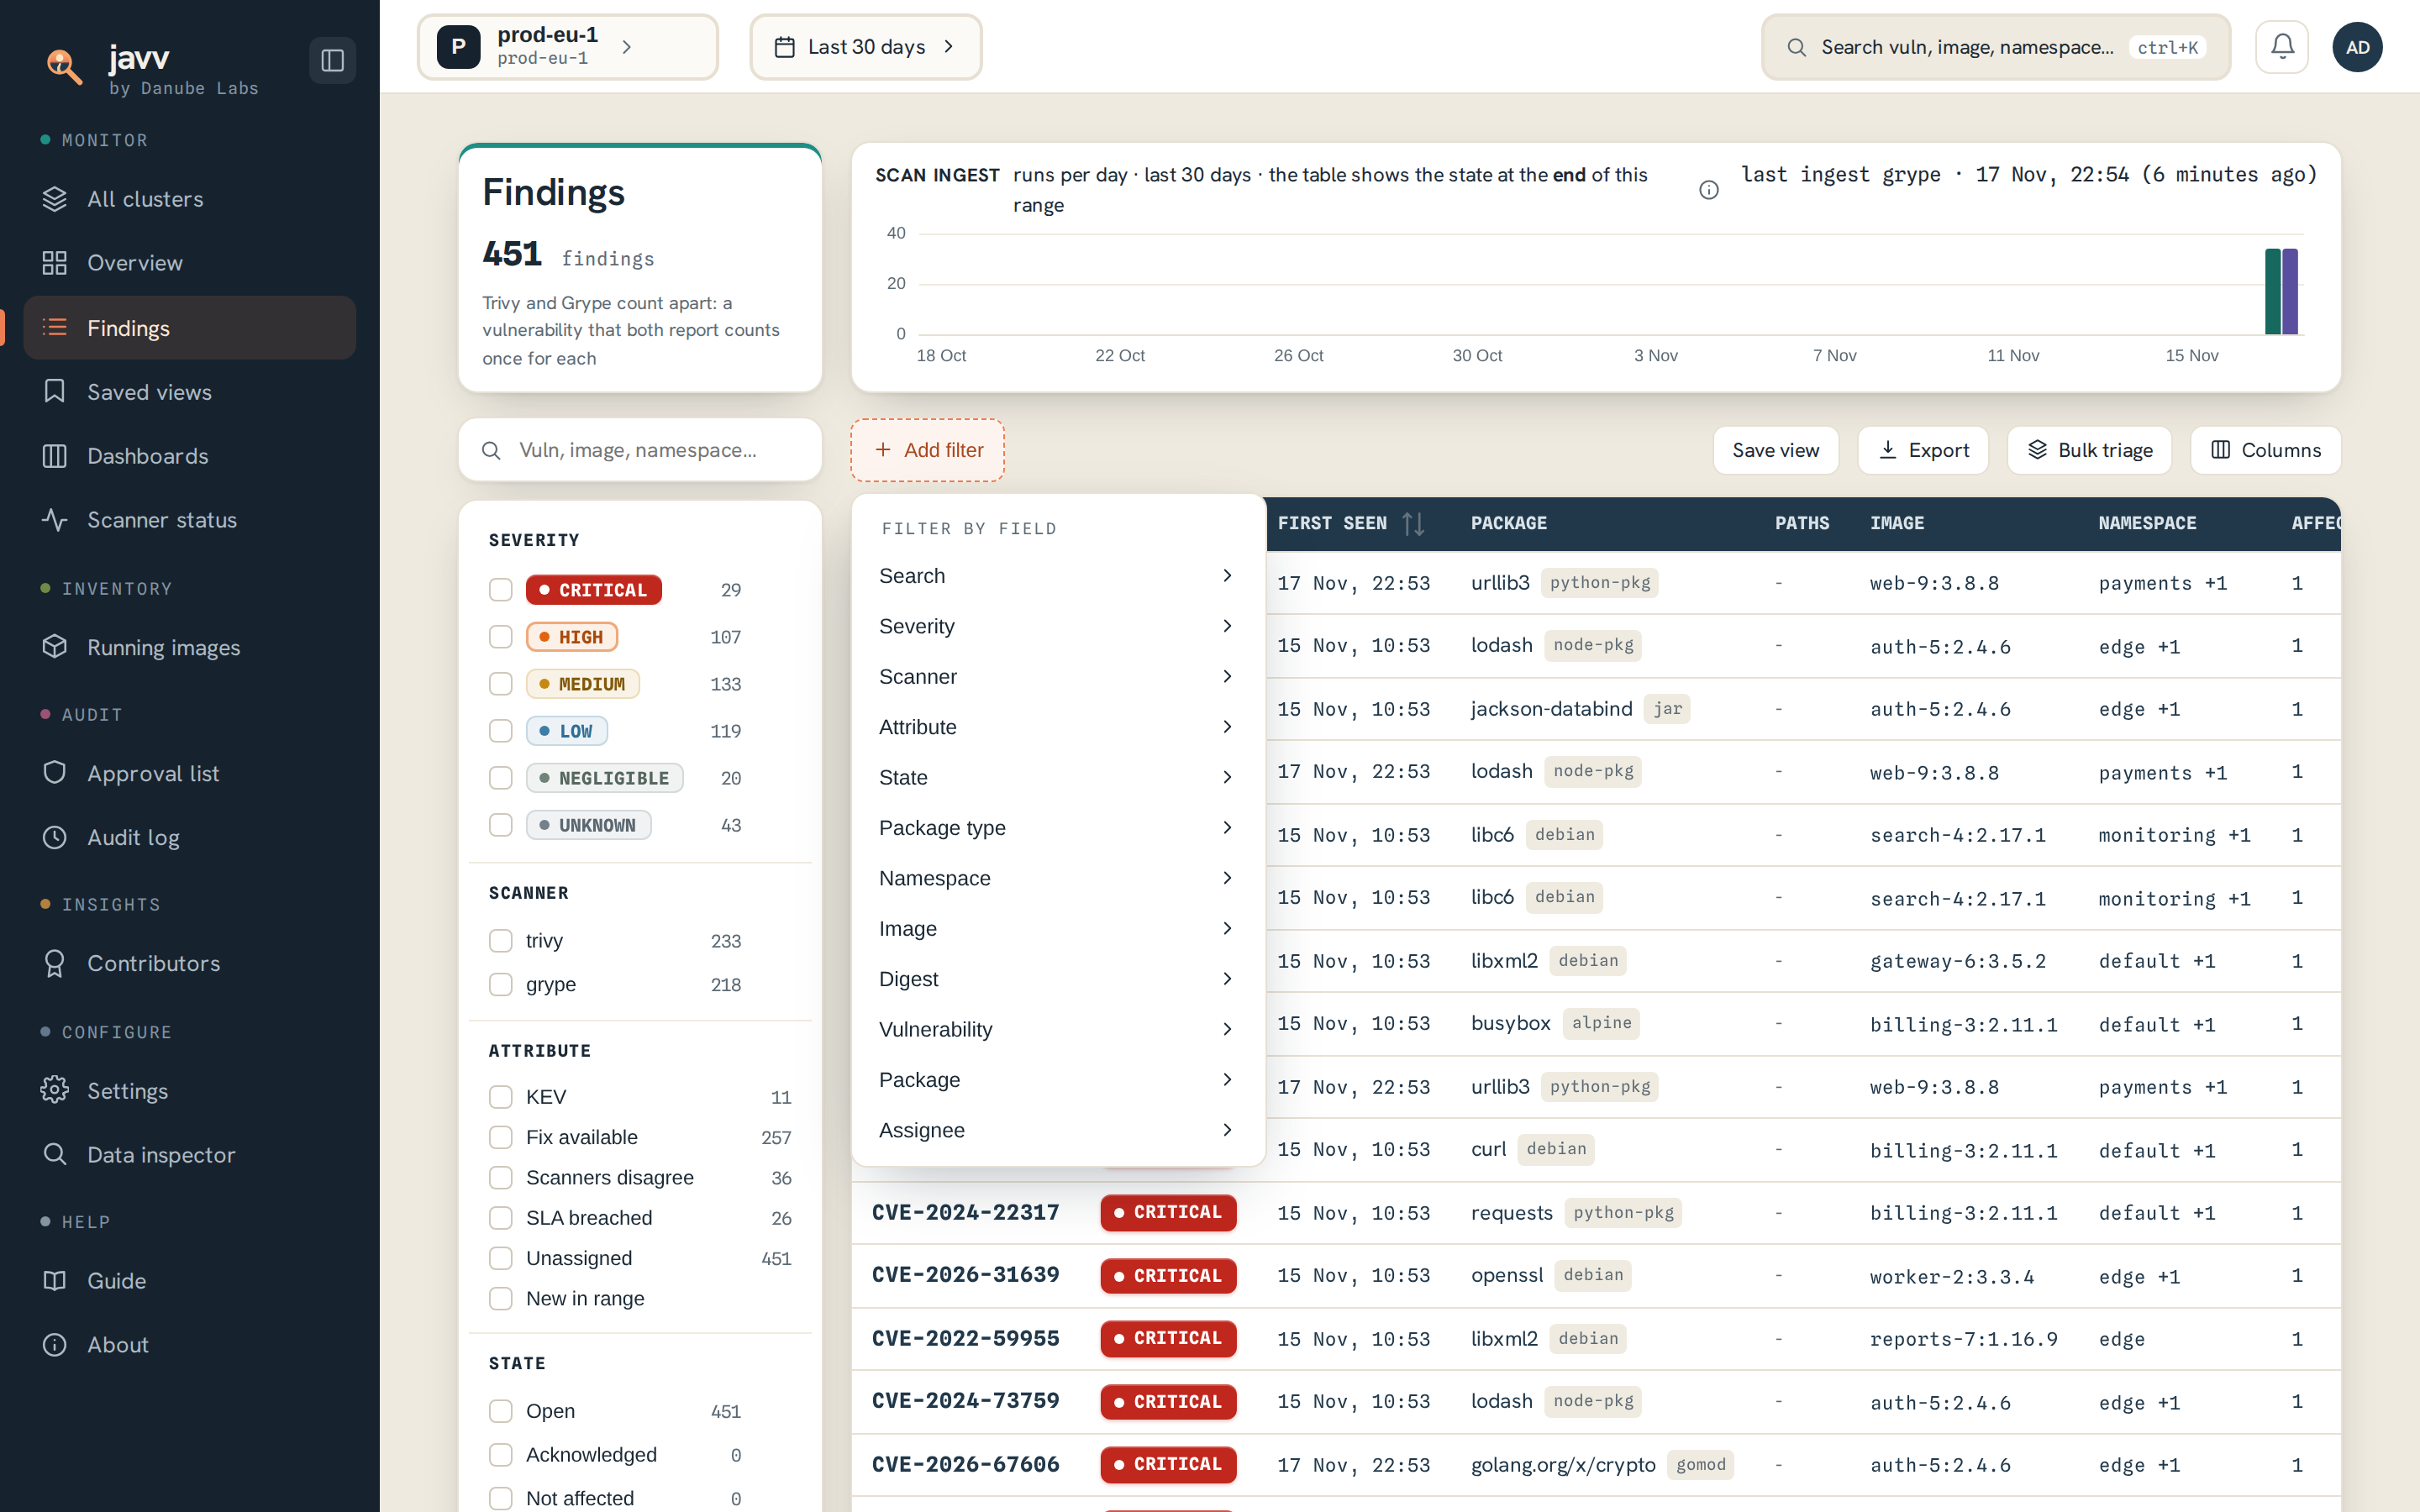 javv
by Danube Labs
MONITOR
All clusters
Overview
Findings
Saved views
Dashboards
Scanner status
INVENTORY
Running images
AUDIT
Approval list
Audit log
INSIGHTS
Contributors
CONFIGURE
Settings
Data inspector
HELP
Guide
About
P
prod-eu-1
prod-eu-1
Last 30 days
Search vuln, image, namespace... ctrl+K
AD
Findings
451 findings
Trivy and Grype count apart: a
vulnerability that both report counts
once for each
SCAN INGEST runs per day · last 30 days · the table shows the state at the end of this
range
last ingest grype · 17 Nov, 22:54 (6 minutes ago)
40
20
0
18 Oct 22 Oct 26 Oct 30 Oct 3 Nov 7 Nov 11 Nov 15 Nov
Vuln, image, namespace...
Add filter
Save view
Export
Bulk triage
Columns
SEVERITY
CRITICAL 29
HIGH 107
MEDIUM 133
LOW 119
NEGLIGIBLE 20
UNKNOWN 43
SCANNER
trivy 233
grype 218
ATTRIBUTE
KEV 11
Fix available 257
Scanners disagree 36
SLA breached 26
Unassigned 451
New in range
STATE
Open 451
Acknowledged 0
Not affected 0
FILTER BY FIELD
Search
Severity
Scanner
Attribute
State
Package type
Namespace
Image
Digest
Vulnerability
Package
Assignee
FIRST SEEN PACKAGE PATHS IMAGE NAMESPACE
17 Nov, 22:53 urllib3 python-pkg - web-9:3.8.8 payments +1 1
15 Nov, 10:53 lodash node-pkg - auth-5:2.4.6 edge +1 1
15 Nov, 10:53 jackson-databind jar - auth-5:2.4.6 edge +1 1
17 Nov, 22:53 lodash node-pkg - web-9:3.8.8 payments +1 1
15 Nov, 10:53 libc6 debian - search-4:2.17.1 monitoring +1 1
15 Nov, 10:53 libc6 debian - search-4:2.17.1 monitoring +1 1
15 Nov, 10:53 libxml2 debian - gateway-6:3.5.2 default +1 1
15 Nov, 10:53 busybox alpine - billing-3:2.11.1 default +1 1
17 Nov, 22:53 urllib3 python-pkg - web-9:3.8.8 payments +1 1
15 Nov, 10:53 curl debian - billing-3:2.11.1 default +1 1
CVE-2024-22317 CRITICAL 15 Nov, 10:53 requests python-pkg - billing-3:2.11.1 default +1 1
CVE-2026-31639 CRITICAL 15 Nov, 10:53 openssl debian - worker-2:3.3.4 edge +1 1
CVE-2022-59955 CRITICAL 15 Nov, 10:53 libxml2 debian - reports-7:1.16.9 edge 1
CVE-2024-73759 CRITICAL 15 Nov, 10:53 lodash node-pkg - auth-5:2.4.6 edge +1 1
CVE-2026-67606 CRITICAL 17 Nov, 22:53 golang.org/x/crypto gomod - auth-5:2.4.6 edge +1 1